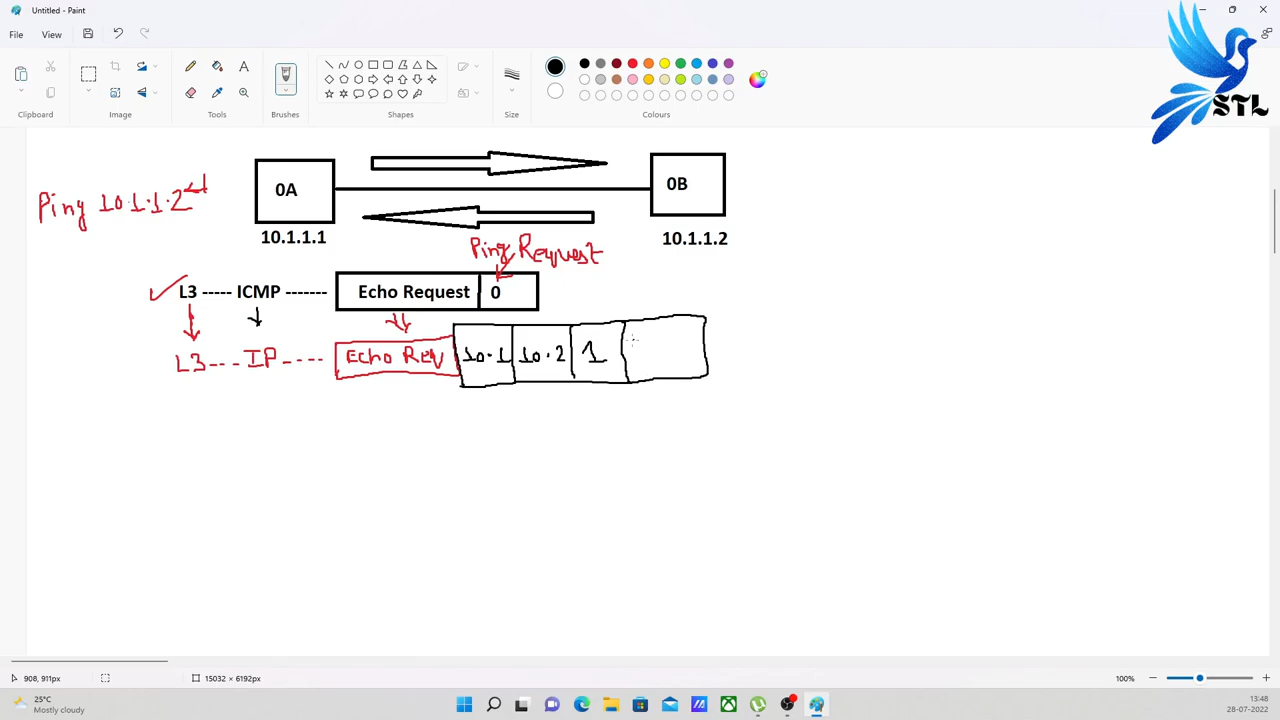 Untitled - Paint
File View
Clipboard Image Tools Brushes Shapes Size Colours
STL
0A 0B
Ping 10.1.1.2
10.1.1.1 10.1.1.2
Ping Request
L3 ----- ICMP ------- Echo Request 0
L3--- IP---- Echo Req 10.1 10.2 1
908, 911px 15032 × 6192px 100%
25°C 13:48
Mostly cloudy 28-07-2022